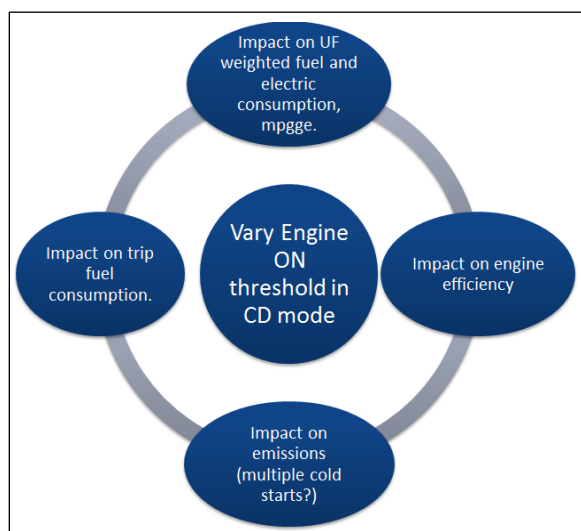 Impact on UF
weighted fuel and
electric
consumption,
mpgge.
Vary Engine
ON
threshold in
CD mode
Impact on trip
fuel
consumption.
Impact on engine
efficiency
Impact on
emissions
(multiple cold
starts?)